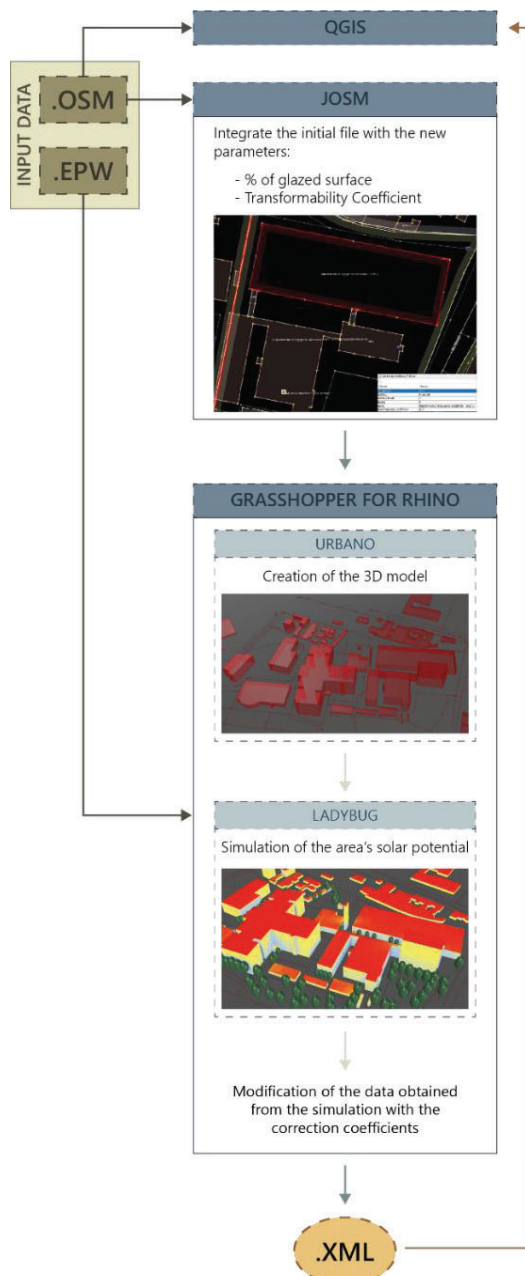 QGIS
INPUT DATA
.OSM
.EPW
JOSM
Integrate the initial file with the new
parameters:
- % of glazed surface
- Transformability Coefficient
GRASSHOPPER FOR RHINO
URBANO
Creation of the 3D model
LADYBUG
Simulation of the area's solar potential
Modification of the data obtained
from the simulation with the
correction coefficients
.XML